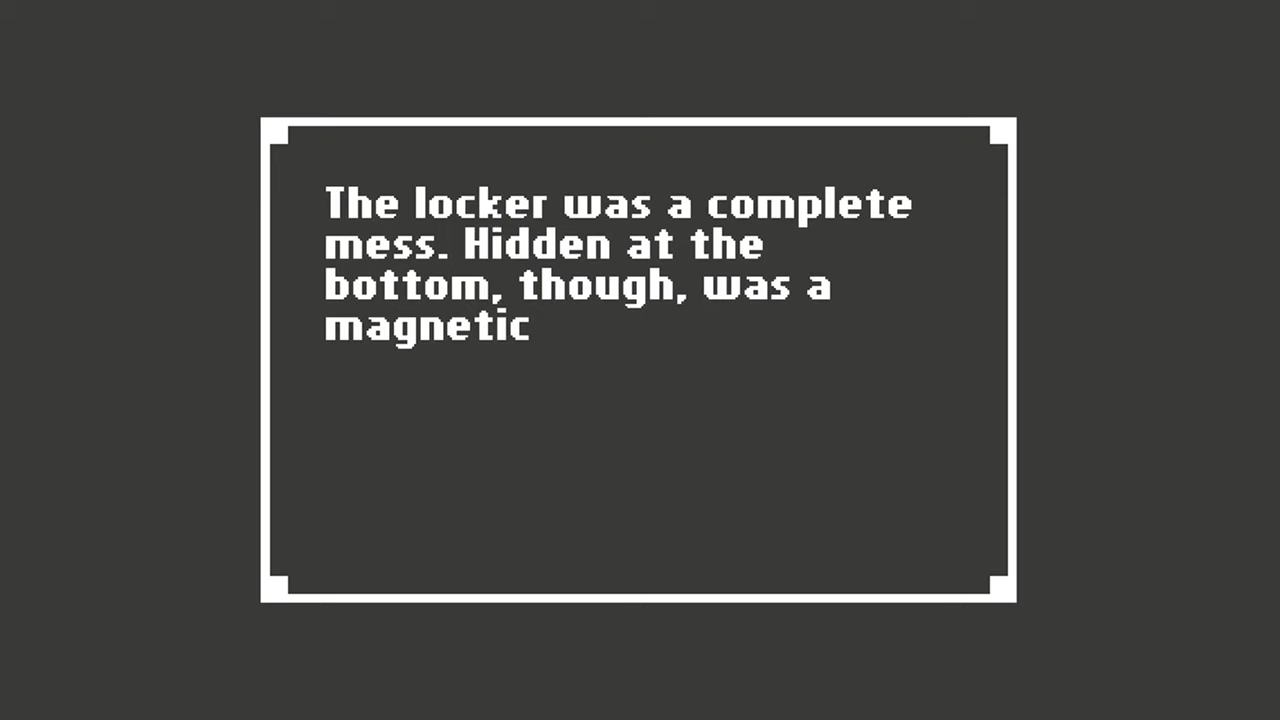 The locker was a complete
mess. Hidden at the
bottom, though, was a
magnetic